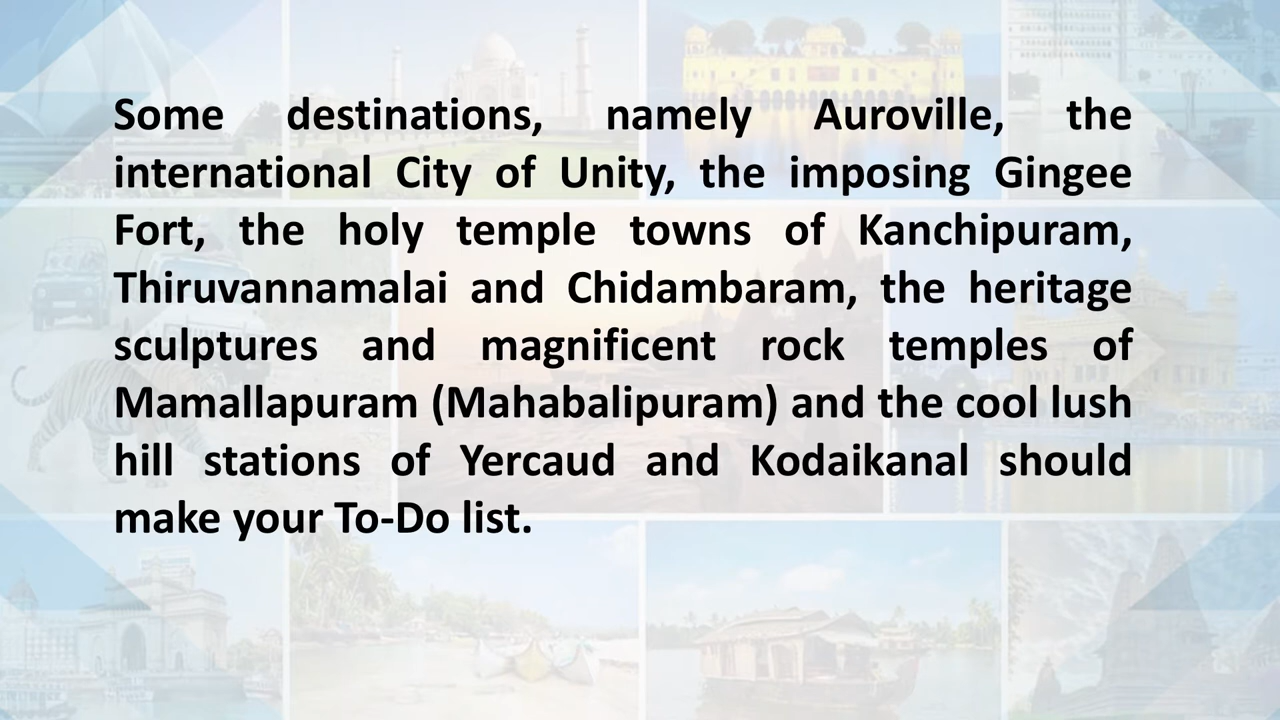 Some destinations, namely Auroville, the
international City of Unity, the imposing Gingee
Fort, the holy temple towns of Kanchipuram,
Thiruvannamalai and Chidambaram, the heritage
sculptures and magnificent rock temples of
Mamallapuram (Mahabalipuram) and the cool lush
hill stations of Yercaud and Kodaikanal should
make your To-Do list.